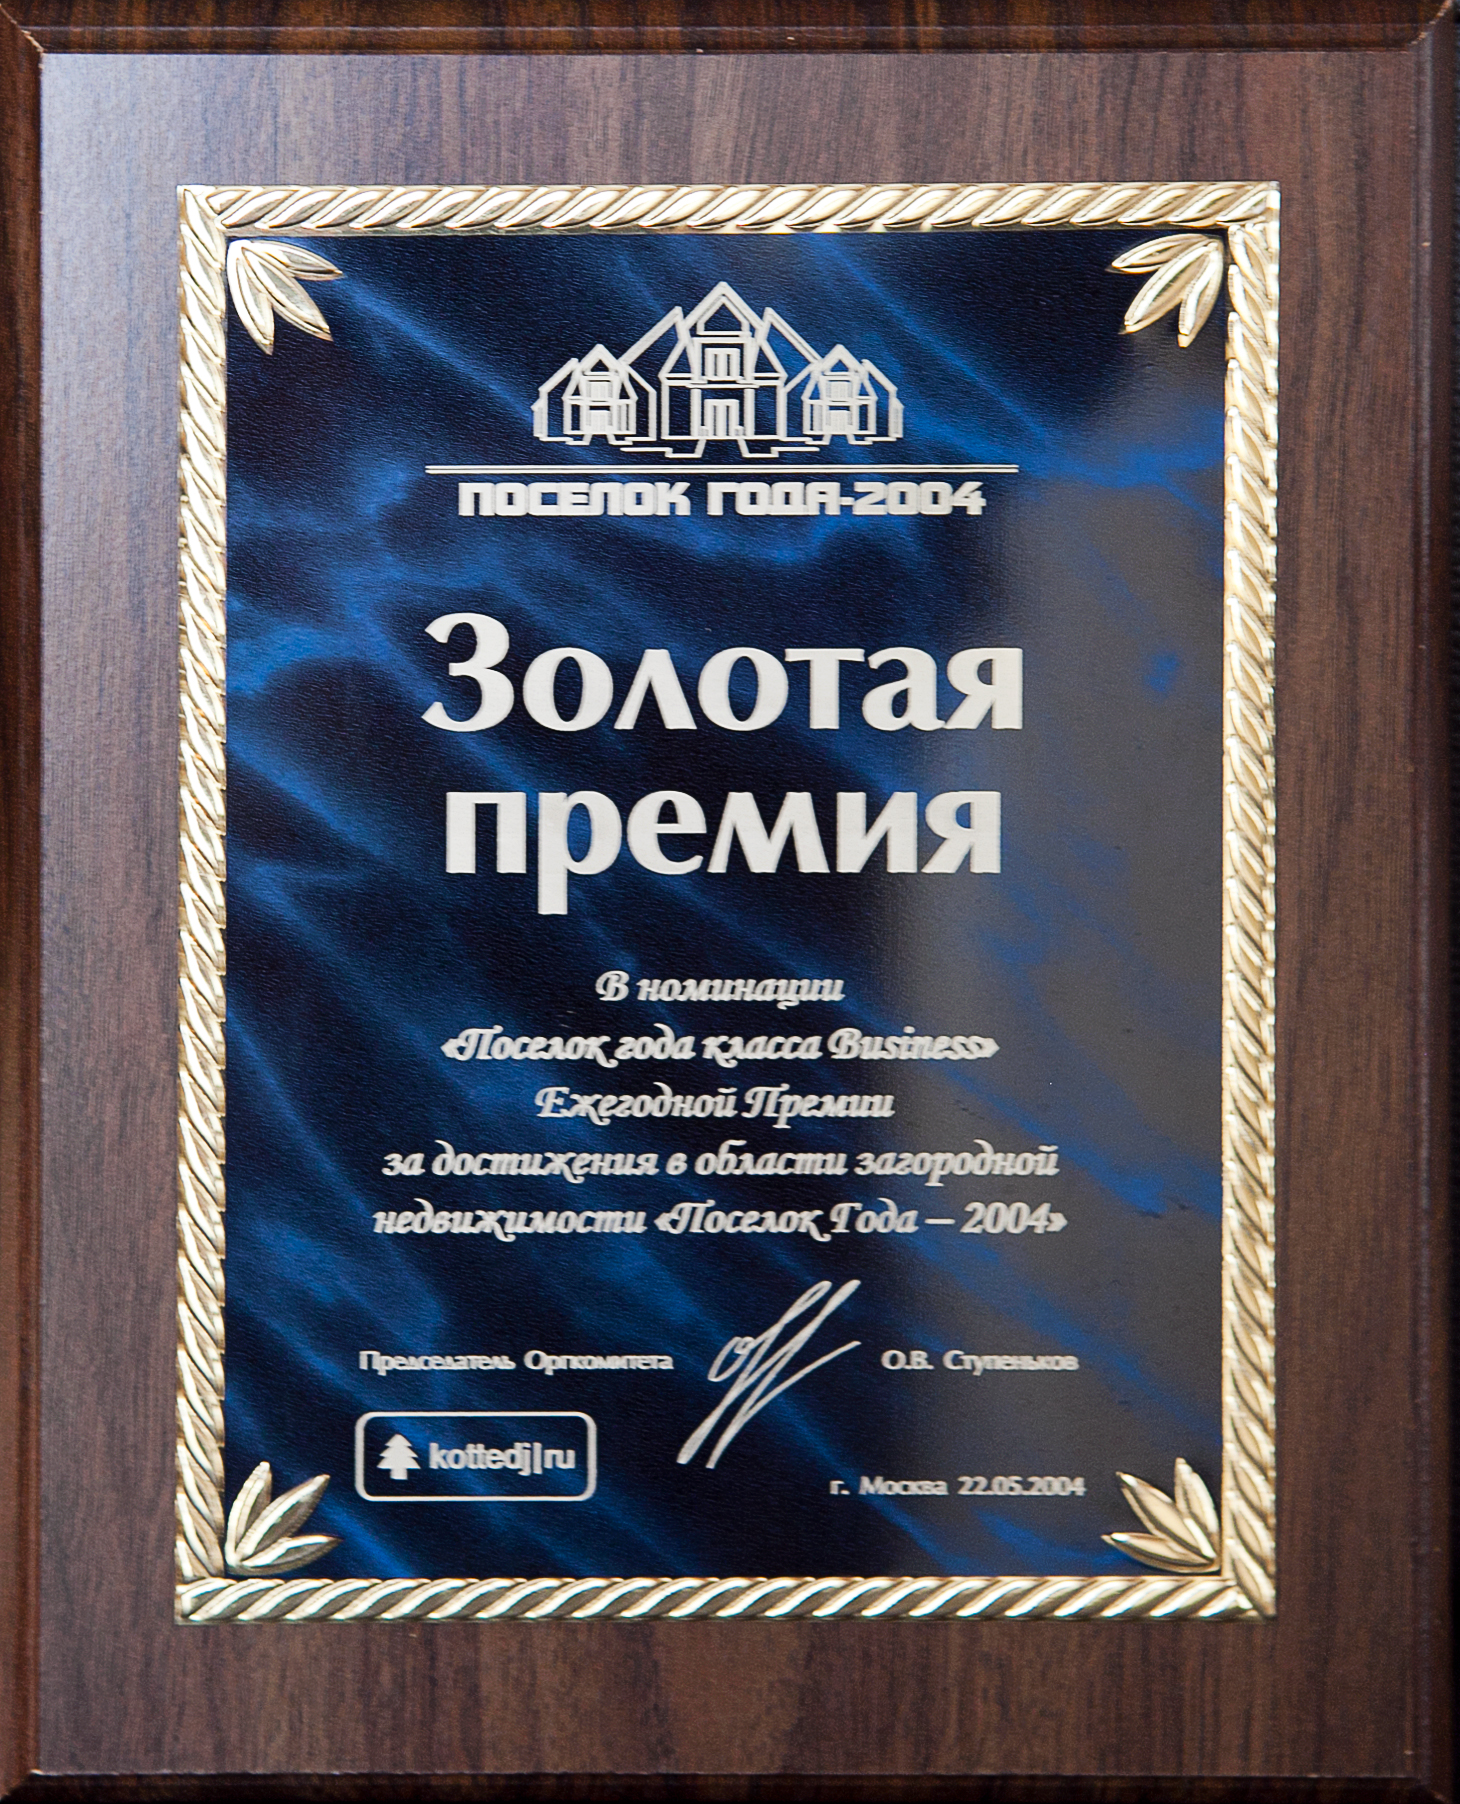 ПОСЕЛОК ГОДА-2004
Золотая
премия
В номинации
«Поселок года класса Business»
Ежегодной Премии
за достижения в области загородной
недвижимости «Поселок Года – 2004»
Председатель Оргкомитета О.В. Ступеньков
kottedj|ru
г. Москва 22.05.2004